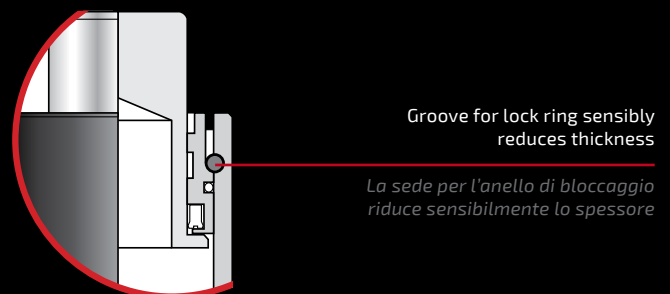 Groove for lock ring sensibly
reduces thickness
La sede per l'anello di bloccaggio
riduce sensibilmente lo spessore